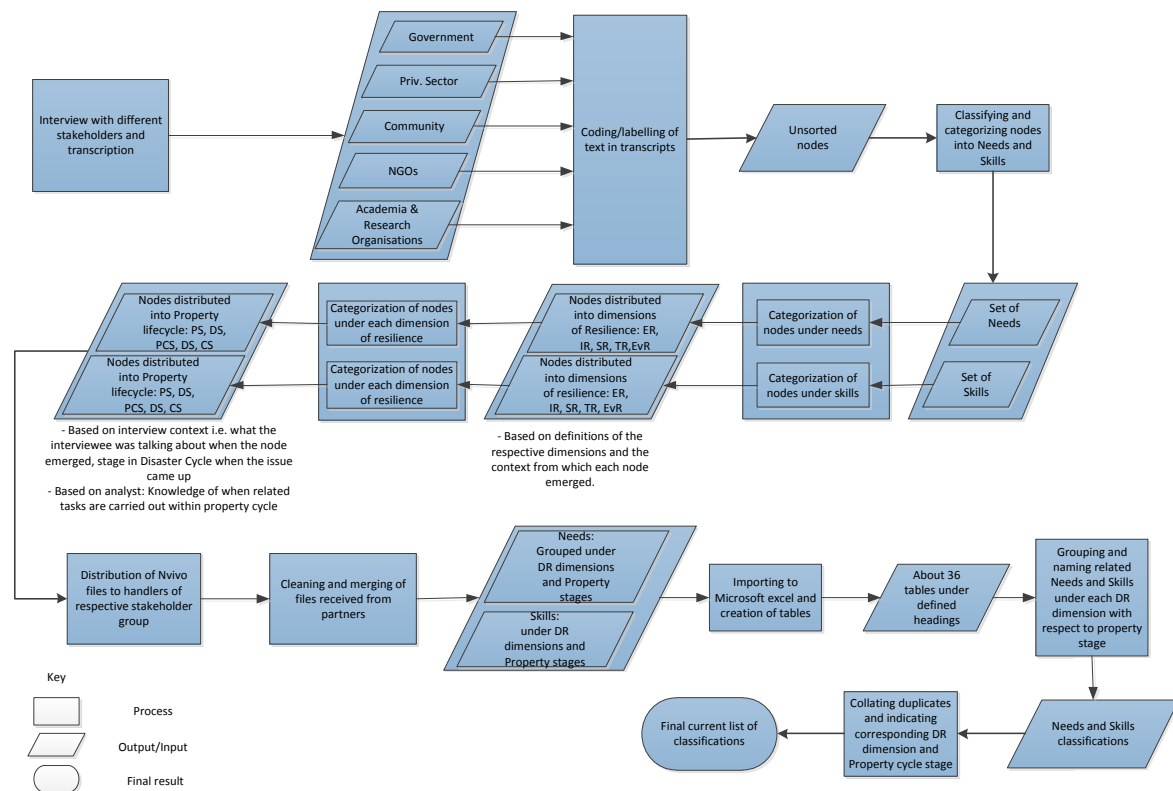 Government
Priv. Sector
Interview with different
stakeholders and
transcription
Community
NGOs
Academia &
Research
Organisations
Coding/labelling of
text in transcripts
Unsorted
nodes
Classifying and
categorizing nodes
into Needs and
Skills
Nodes distributed
into Property
lifecycle: PS, DS,
PCS, DS, CS
Nodes distributed
into Property
lifecycle: PS, DS,
PCS, DS, CS
Categorization of nodes
under each dimension
of resilience
Categorization of nodes
under each dimension
of resilience
Nodes distributed
into dimensions
of Resilience: ER,
IR, SR, TR,EvR
Nodes distributed
into dimensions
of resilience: ER,
IR, SR, TR, EvR
Categorization of
nodes under needs
Categorization of
nodes under skills
Set of
Needs
Set of
Skills
- Based on interview context i.e. what the
interviewee was talking about when the node
emerged, stage in Disaster Cycle when the issue
came up
- Based on analyst: Knowledge of when related
tasks are carried out within property cycle
- Based on definitions of the
respective dimensions and the
context from which each node
emerged.
Distribution of Nvivo
files to handlers of
respective stakeholder
group
Cleaning and merging of
files received from
partners
Needs:
Grouped under
DR dimensions
and Property
stages
Skills:
under DR
dimensions and
Property stages
Importing to
Microsoft excel and
creation of tables
About 36
tables under
defined
headings
Grouping and
naming related
Needs and Skills
under each DR
dimension with
respect to property
stage
Key
Process
Output/Input
Final result
Final current list of
classifications
Collating duplicates
and indicating
corresponding DR
dimension and
Property cycle stage
Needs and Skills
classifications